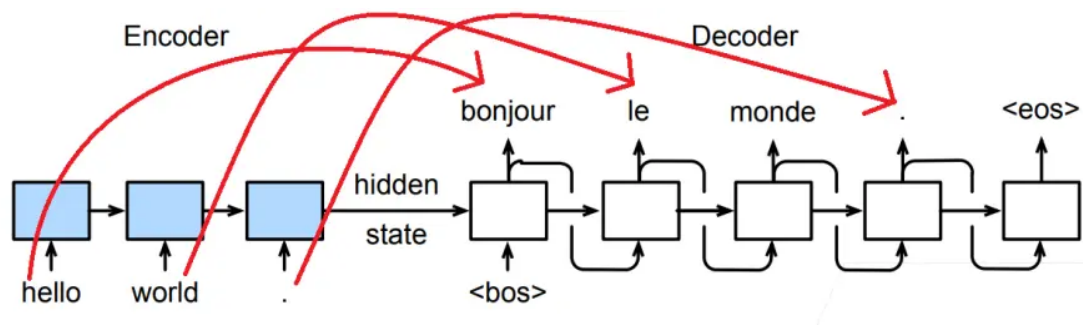 Encoder
Decoder
bonjour le monde . <eos>
hidden
state
hello world . <bos>